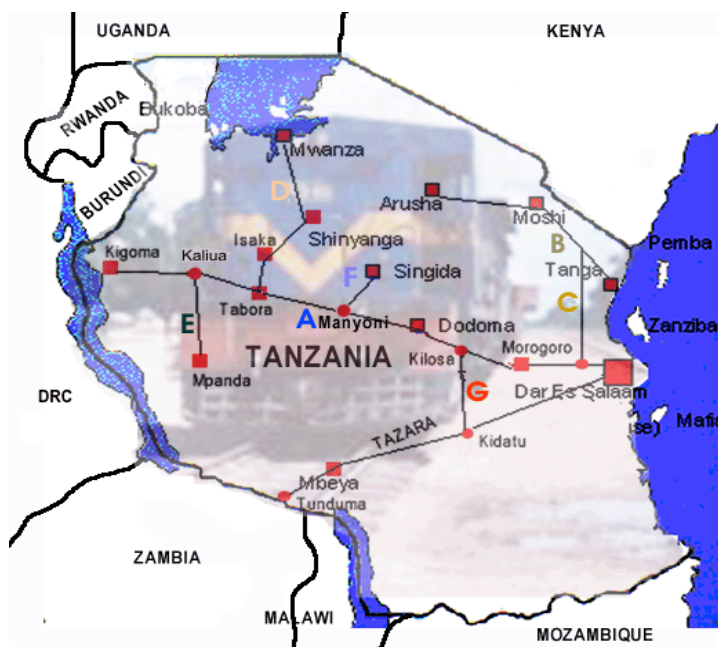 UGANDA
KENYA
RWANDA
Bukoba
Mwanza
BURUNDI
D
Arusha
Moshi
Isaka
Shinyanga
B
Pemba
Kigoma
Kaliua
F
Singida
Tanga
Tabora
C
E
A
Manyoni
Dodoma
Zanziba
TANZANIA
Kilosa
Morogoro
Mpanda
DRC
G
Dar Es Salaam
TAZARA
Kidatu
se)
Mafi
Mbeya
Tunduma
ZAMBIA
MALAWI
MOZAMBIQUE